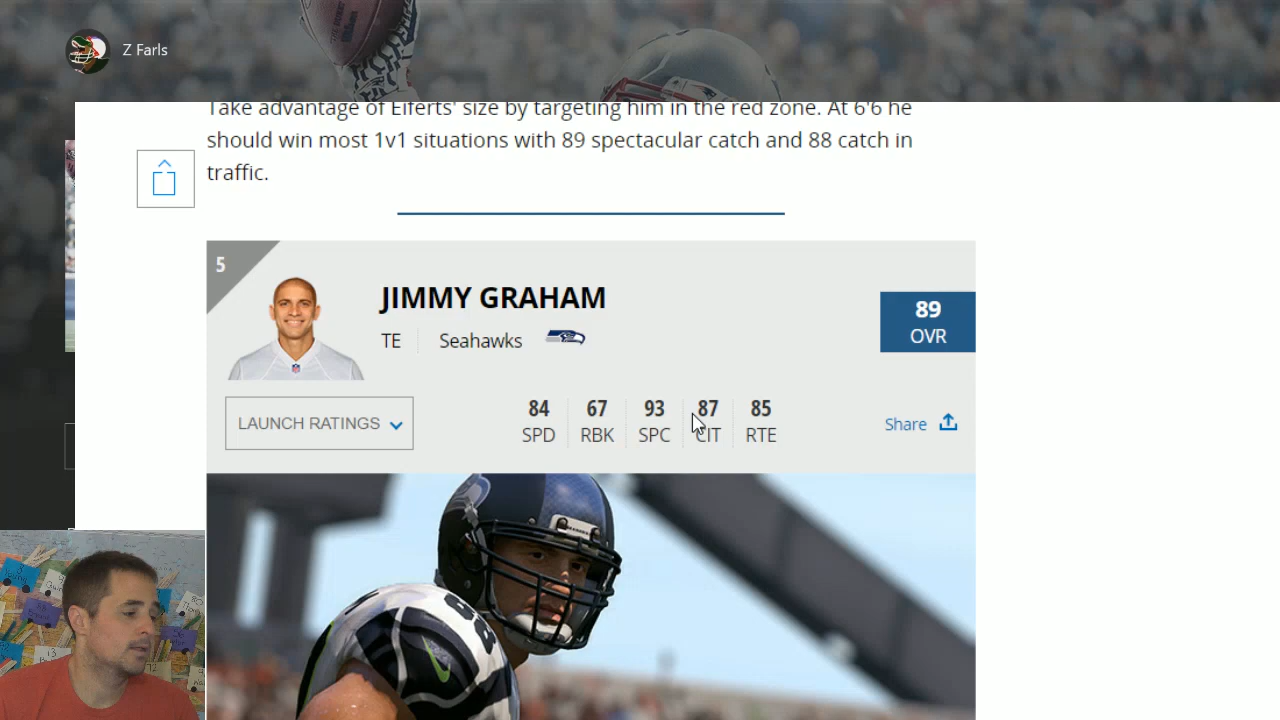 Z Farls
Take advantage of Eiferts' size by targeting him in the red zone. At 6'6 he
should win most 1v1 situations with 89 spectacular catch and 88 catch in
traffic.
5
JIMMY GRAHAM
TE Seahawks
89
OVR
LAUNCH RATINGS
84 67 93 87 85
SPD RBK SPC CIT RTE
Share